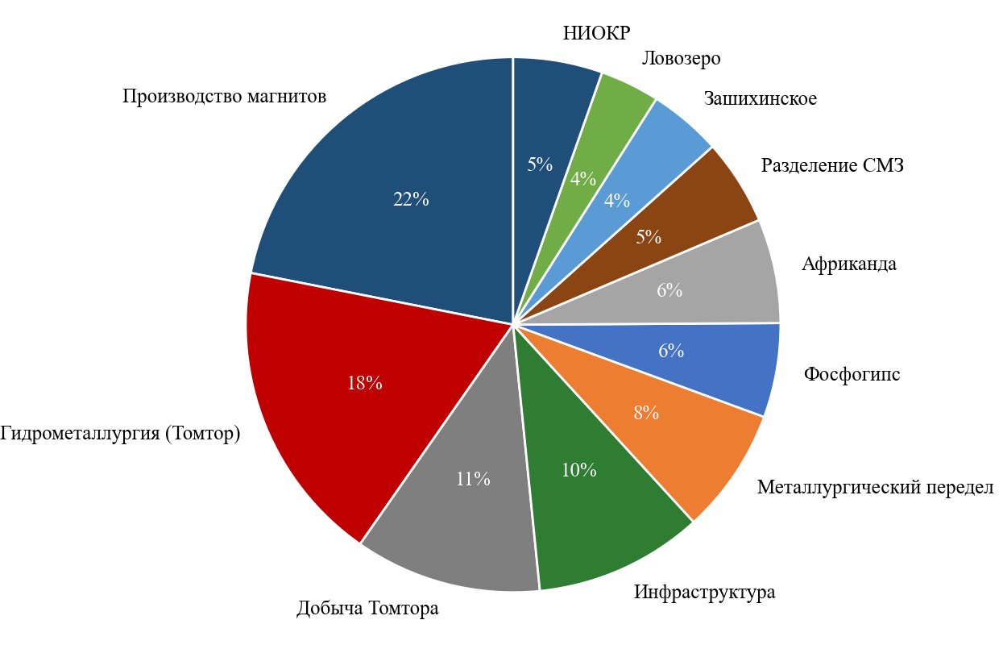 НИОКР
Ловозеро
Зашихинское
Производство магнитов
Разделение СМЗ
5%
4%
4%
22%
5%
Африканда
6%
6%
Фосфогипс
18%
8%
Гидрометаллургия (Томтор)
11%
10%
Металлургический передел
Инфраструктура
Добыча Томтора